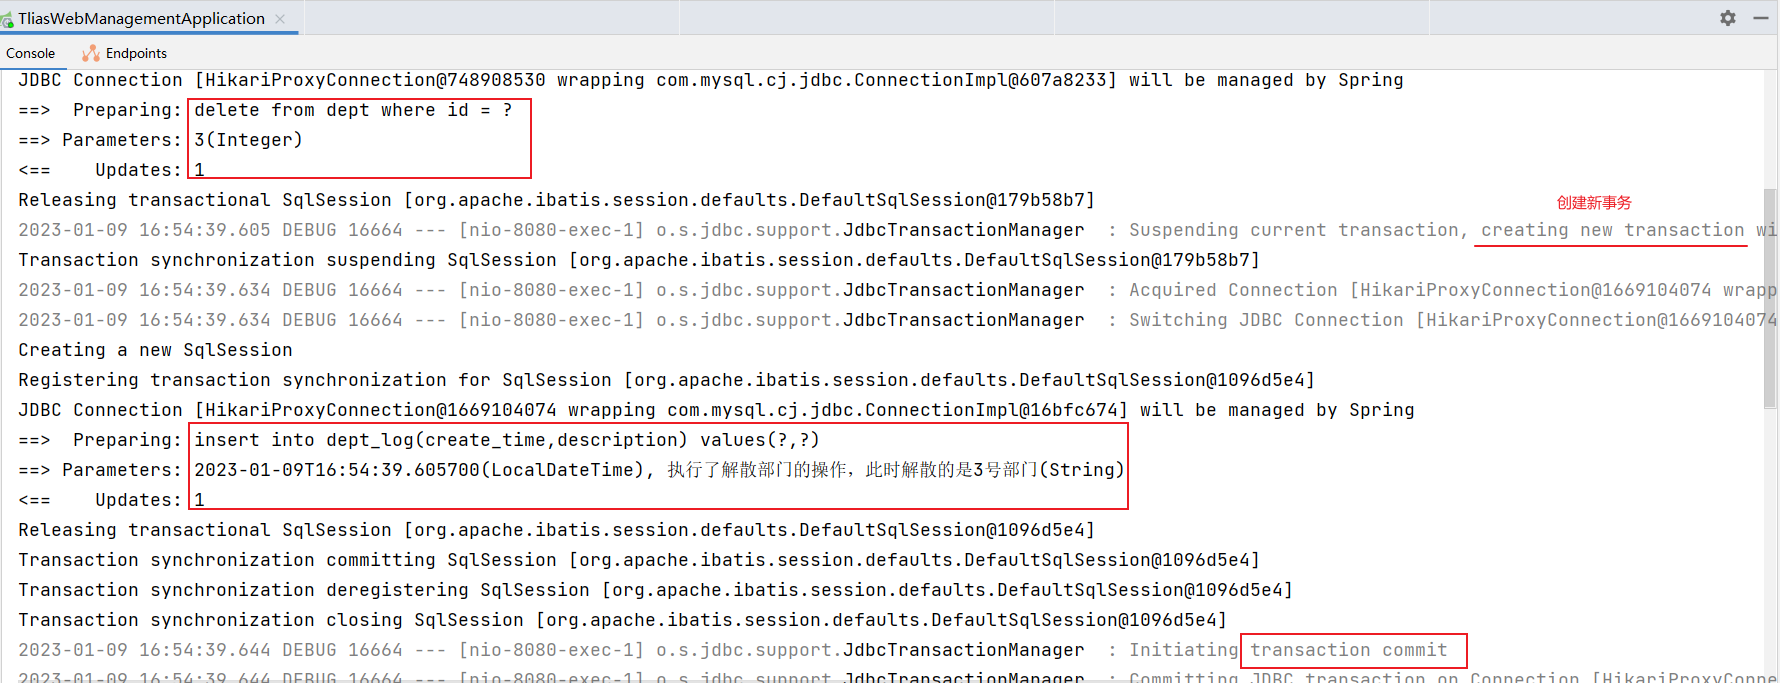 TliasWebManagementApplication
Console Endpoints
JDBC Connection [HikariProxyConnection@748908530 wrapping com.mysql.cj.jdbc.ConnectionImpl@607a8233] will be managed by Spring
==>  Preparing: delete from dept where id = ?
==> Parameters: 3(Integer)
<==    Updates: 1
Releasing transactional SqlSession [org.apache.ibatis.session.defaults.DefaultSqlSession@179b58b7]
创建新事务
2023-01-09 16:54:39.605 DEBUG 16664 --- [nio-8080-exec-1] o.s.jdbc.support.JdbcTransactionManager  : Suspending current transaction, creating new transaction wi
Transaction synchronization suspending SqlSession [org.apache.ibatis.session.defaults.DefaultSqlSession@179b58b7]
2023-01-09 16:54:39.634 DEBUG 16664 --- [nio-8080-exec-1] o.s.jdbc.support.JdbcTransactionManager  : Acquired Connection [HikariProxyConnection@1669104074 wrapp
2023-01-09 16:54:39.634 DEBUG 16664 --- [nio-8080-exec-1] o.s.jdbc.support.JdbcTransactionManager  : Switching JDBC Connection [HikariProxyConnection@1669104074
Creating a new SqlSession
Registering transaction synchronization for SqlSession [org.apache.ibatis.session.defaults.DefaultSqlSession@1096d5e4]
JDBC Connection [HikariProxyConnection@1669104074 wrapping com.mysql.cj.jdbc.ConnectionImpl@16bfc674] will be managed by Spring
==>  Preparing: insert into dept_log(create_time,description) values(?,?)
==> Parameters: 2023-01-09T16:54:39.605700(LocalDateTime), 执行了解散部门的操作，此时解散的是3号部门(String)
<==    Updates: 1
Releasing transactional SqlSession [org.apache.ibatis.session.defaults.DefaultSqlSession@1096d5e4]
Transaction synchronization committing SqlSession [org.apache.ibatis.session.defaults.DefaultSqlSession@1096d5e4]
Transaction synchronization deregistering SqlSession [org.apache.ibatis.session.defaults.DefaultSqlSession@1096d5e4]
Transaction synchronization closing SqlSession [org.apache.ibatis.session.defaults.DefaultSqlSession@1096d5e4]
2023-01-09 16:54:39.644 DEBUG 16664 --- [nio-8080-exec-1] o.s.jdbc.support.JdbcTransactionManager  : Initiating transaction commit
2023-01-09 16:54:39.644 DEBUG 16664 --- [nio-8080-exec-1] o.s.jdbc.support.JdbcTransactionManager  : Committing JDBC transaction on Connection [HikariProxyConne